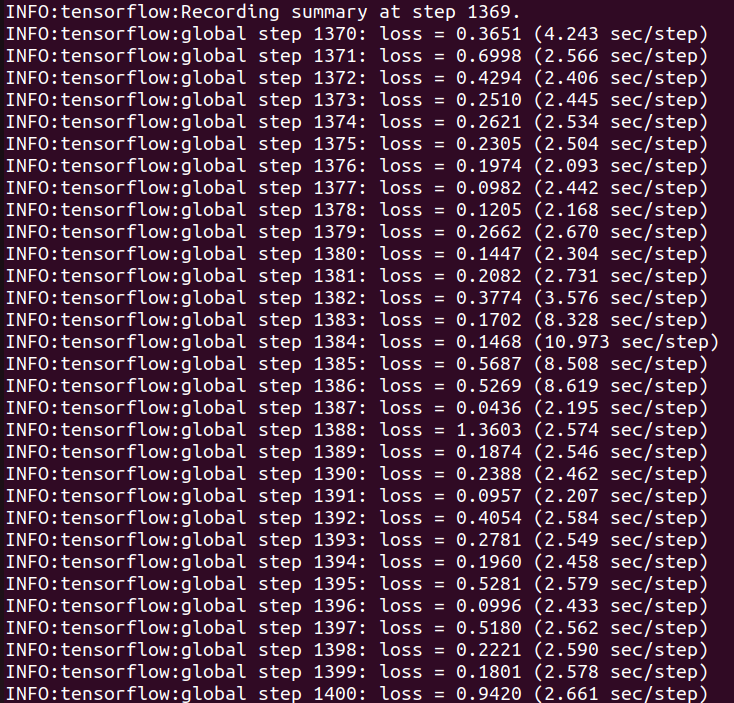 INFO:tensorflow:Recording summary at step 1369.
INFO:tensorflow:global step 1370: loss = 0.3651 (4.243 sec/step)
INFO:tensorflow:global step 1371: loss = 0.6998 (2.566 sec/step)
INFO:tensorflow:global step 1372: loss = 0.4294 (2.406 sec/step)
INFO:tensorflow:global step 1373: loss = 0.2510 (2.445 sec/step)
INFO:tensorflow:global step 1374: loss = 0.2621 (2.534 sec/step)
INFO:tensorflow:global step 1375: loss = 0.2305 (2.504 sec/step)
INFO:tensorflow:global step 1376: loss = 0.1974 (2.093 sec/step)
INFO:tensorflow:global step 1377: loss = 0.0982 (2.442 sec/step)
INFO:tensorflow:global step 1378: loss = 0.1205 (2.168 sec/step)
INFO:tensorflow:global step 1379: loss = 0.2662 (2.670 sec/step)
INFO:tensorflow:global step 1380: loss = 0.1447 (2.304 sec/step)
INFO:tensorflow:global step 1381: loss = 0.2082 (2.731 sec/step)
INFO:tensorflow:global step 1382: loss = 0.3774 (3.576 sec/step)
INFO:tensorflow:global step 1383: loss = 0.1702 (8.328 sec/step)
INFO:tensorflow:global step 1384: loss = 0.1468 (10.973 sec/step)
INFO:tensorflow:global step 1385: loss = 0.5687 (8.508 sec/step)
INFO:tensorflow:global step 1386: loss = 0.5269 (8.619 sec/step)
INFO:tensorflow:global step 1387: loss = 0.0436 (2.195 sec/step)
INFO:tensorflow:global step 1388: loss = 1.3603 (2.574 sec/step)
INFO:tensorflow:global step 1389: loss = 0.1874 (2.546 sec/step)
INFO:tensorflow:global step 1390: loss = 0.2388 (2.462 sec/step)
INFO:tensorflow:global step 1391: loss = 0.0957 (2.207 sec/step)
INFO:tensorflow:global step 1392: loss = 0.4054 (2.584 sec/step)
INFO:tensorflow:global step 1393: loss = 0.2781 (2.549 sec/step)
INFO:tensorflow:global step 1394: loss = 0.1960 (2.458 sec/step)
INFO:tensorflow:global step 1395: loss = 0.5281 (2.579 sec/step)
INFO:tensorflow:global step 1396: loss = 0.0996 (2.433 sec/step)
INFO:tensorflow:global step 1397: loss = 0.5180 (2.562 sec/step)
INFO:tensorflow:global step 1398: loss = 0.2221 (2.590 sec/step)
INFO:tensorflow:global step 1399: loss = 0.1801 (2.578 sec/step)
INFO:tensorflow:global step 1400: loss = 0.9420 (2.661 sec/step)